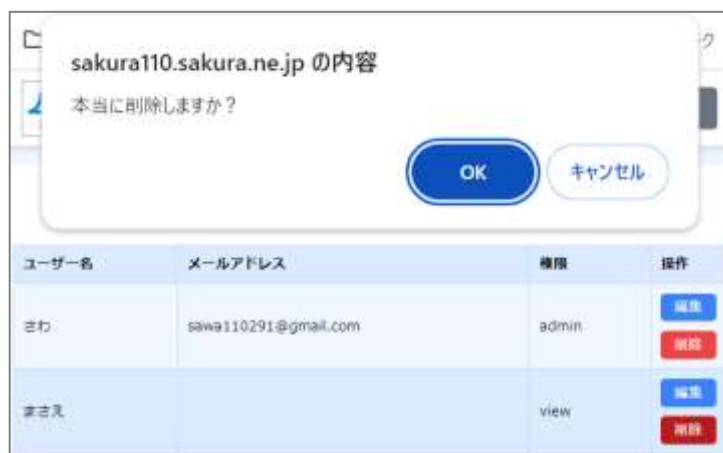 sakura110.sakura.ne.jp の内容
ク
本当に削除しますか？
OK
キャンセル
ユーザー名 メールアドレス 権限 操作
編集
さわ sawa110291@gmail.com admin
削除
編集
まさえ view
削除